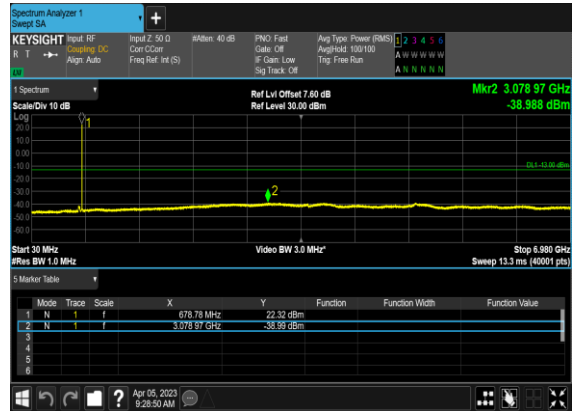 Spectrum Analyzer 1
Swept SA
+
KEYSIGHT Input: RF Input Z: 50 Ω #Atten: 40 dB PNO: Fast Avg Type: Power (RMS) 1 2 3 4 5 6
R T Coupling: DC Corr CCorr Gate: Off Avg|Hold: 100/100 A W W W W W
Align: Auto Freq Ref: Int (S) IF Gain: Low Trig: Free Run
Sig Track: Off A N N N N N
1 Spectrum Ref Lvl Offset 7.60 dB Mkr2 3.078 97 GHz
Scale/Div 10 dB Ref Level 30.00 dBm -38.988 dBm
Log
20.0
10.0
0.00
-10.0
-20.0
-30.0
-40.0
-50.0
-60.0
1
2
DL1 -13.00 dBm
Start 30 MHz Video BW 3.0 MHz* Stop 6.980 GHz
#Res BW 1.0 MHz Sweep 13.3 ms (40001 pts)
5 Marker Table
Mode Trace Scale X Y Function Function Width Function Value
1 N 1 f 678.78 MHz 22.32 dBm
2 N 1 f 3.078 97 GHz -38.99 dBm
3
4
5
6
? Apr 05, 2023
9:28:50 AM